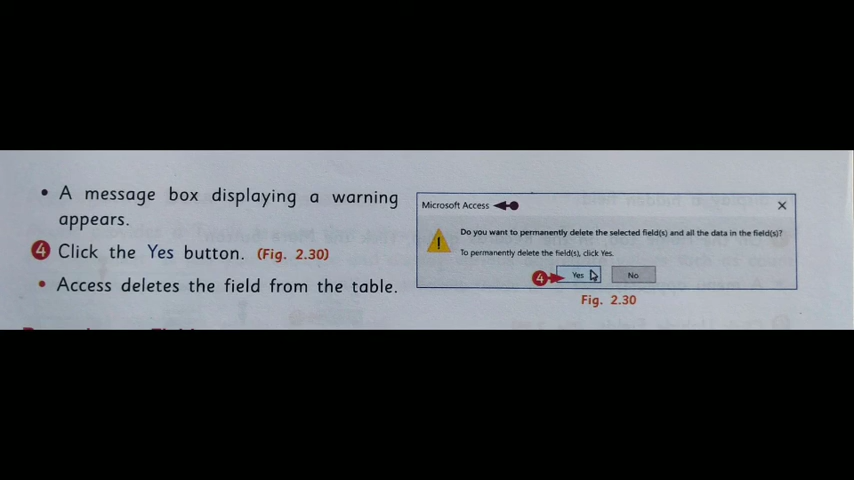 • A message box displaying a warning
appears.
4 Click the Yes button. (Fig. 2.30)
• Access deletes the field from the table.
Microsoft Access
Do you want to permanently delete the selected field(s) and all the data in the field(s)?
To permanently delete the field(s), click Yes.
4 Yes No
Fig. 2.30